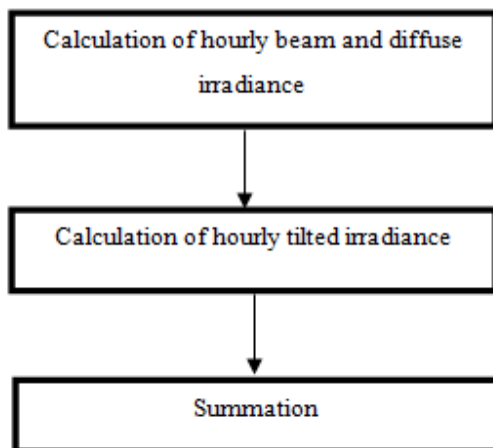 Calculation of hourly beam and diffuse
irradiance
Calculation of hourly tilted irradiance
Summation